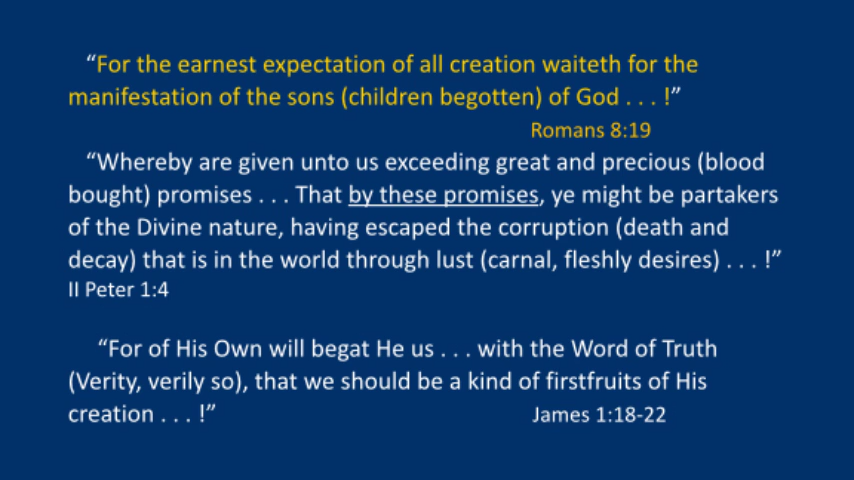 “For the earnest expectation of all creation waiteth for the
manifestation of the sons (children begotten) of God . . . !”
Romans 8:19
“Whereby are given unto us exceeding great and precious (blood
bought) promises . . . That by these promises, ye might be partakers
of the Divine nature, having escaped the corruption (death and
decay) that is in the world through lust (carnal, fleshly desires) . . . !”
II Peter 1:4
“For of His Own will begat He us . . . with the Word of Truth
(Verity, verily so), that we should be a kind of firstfruits of His
creation . . . !” James 1:18-22